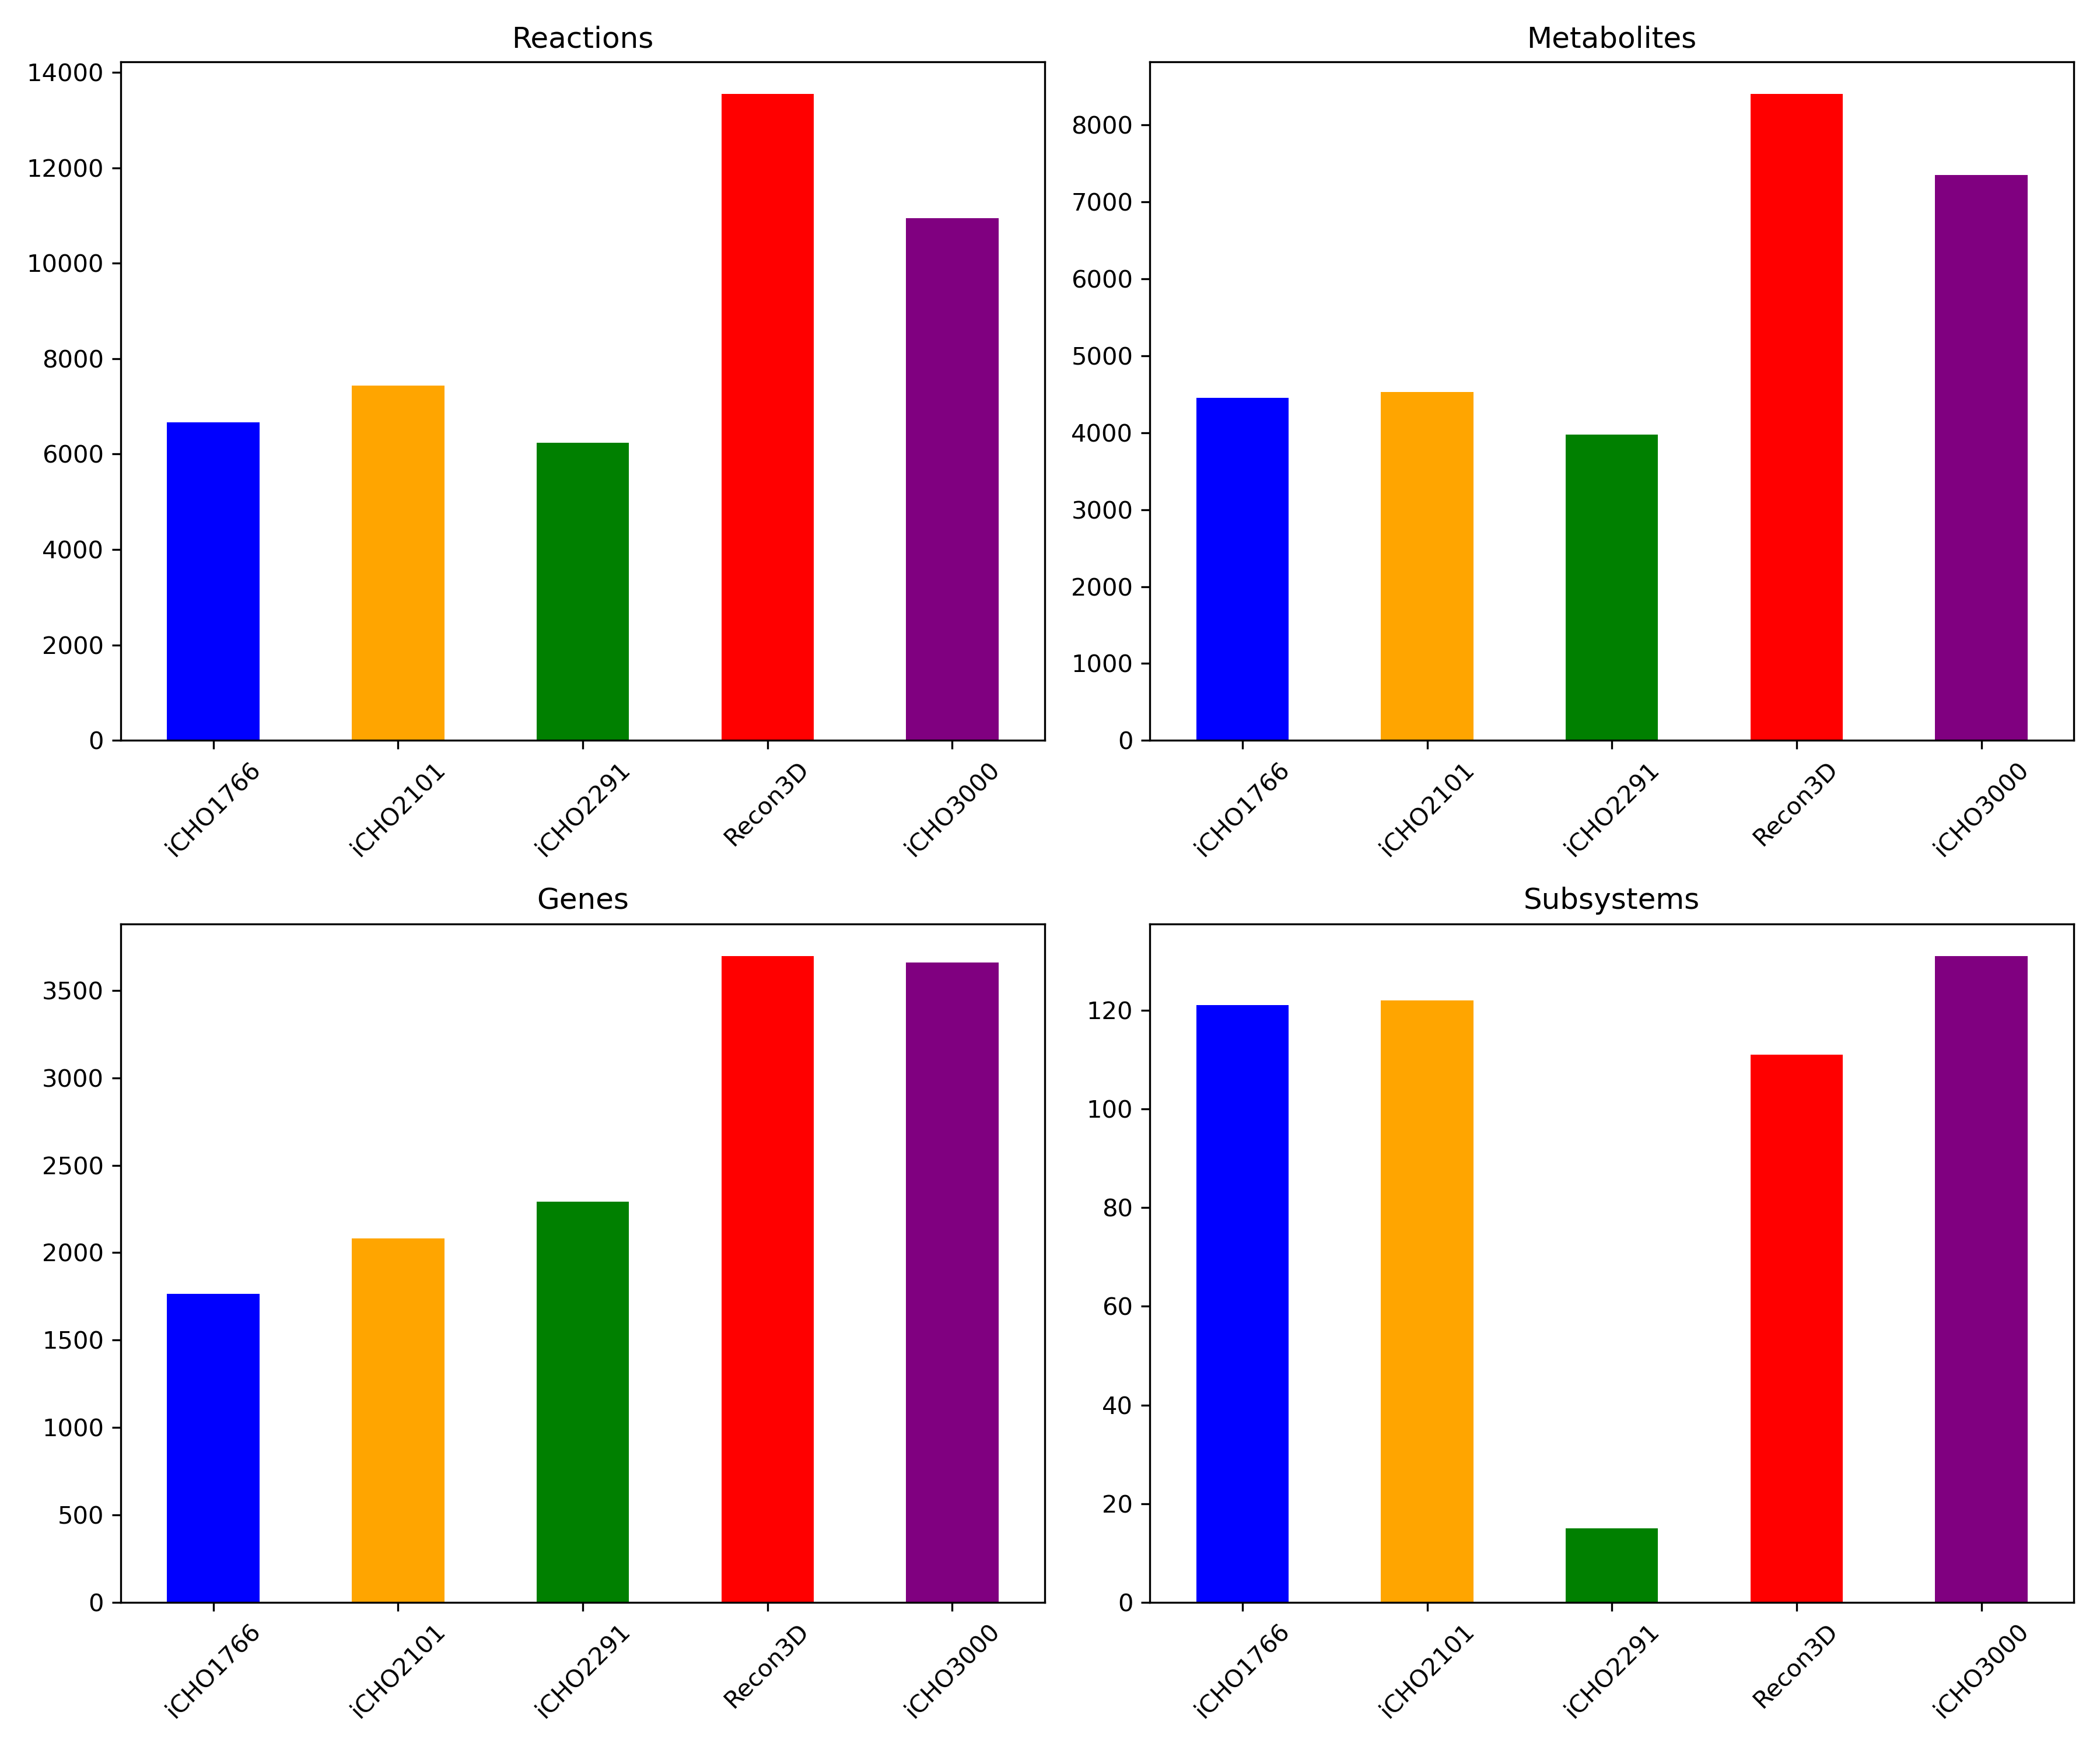 Reactions
14000
12000
10000
8000
6000
4000
2000
0
iCHO1766
iCHO2101
iCHO2291
Recon3D
iCHO3000
Metabolites
8000
7000
6000
5000
4000
3000
2000
1000
0
iCHO1766
iCHO2101
iCHO2291
Recon3D
iCHO3000
Genes
3500
3000
2500
2000
1500
1000
500
0
iCHO1766
iCHO2101
iCHO2291
Recon3D
iCHO3000
Subsystems
120
100
80
60
40
20
0
iCHO1766
iCHO2101
iCHO2291
Recon3D
iCHO3000